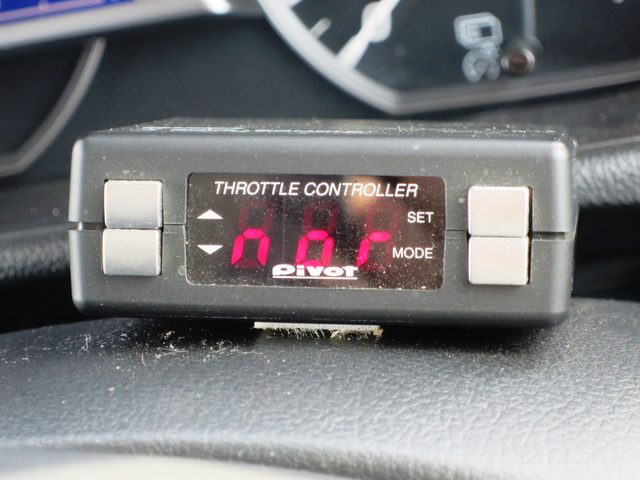 THROTTLE CONTROLLER
SET
nor
MODE
Pivot